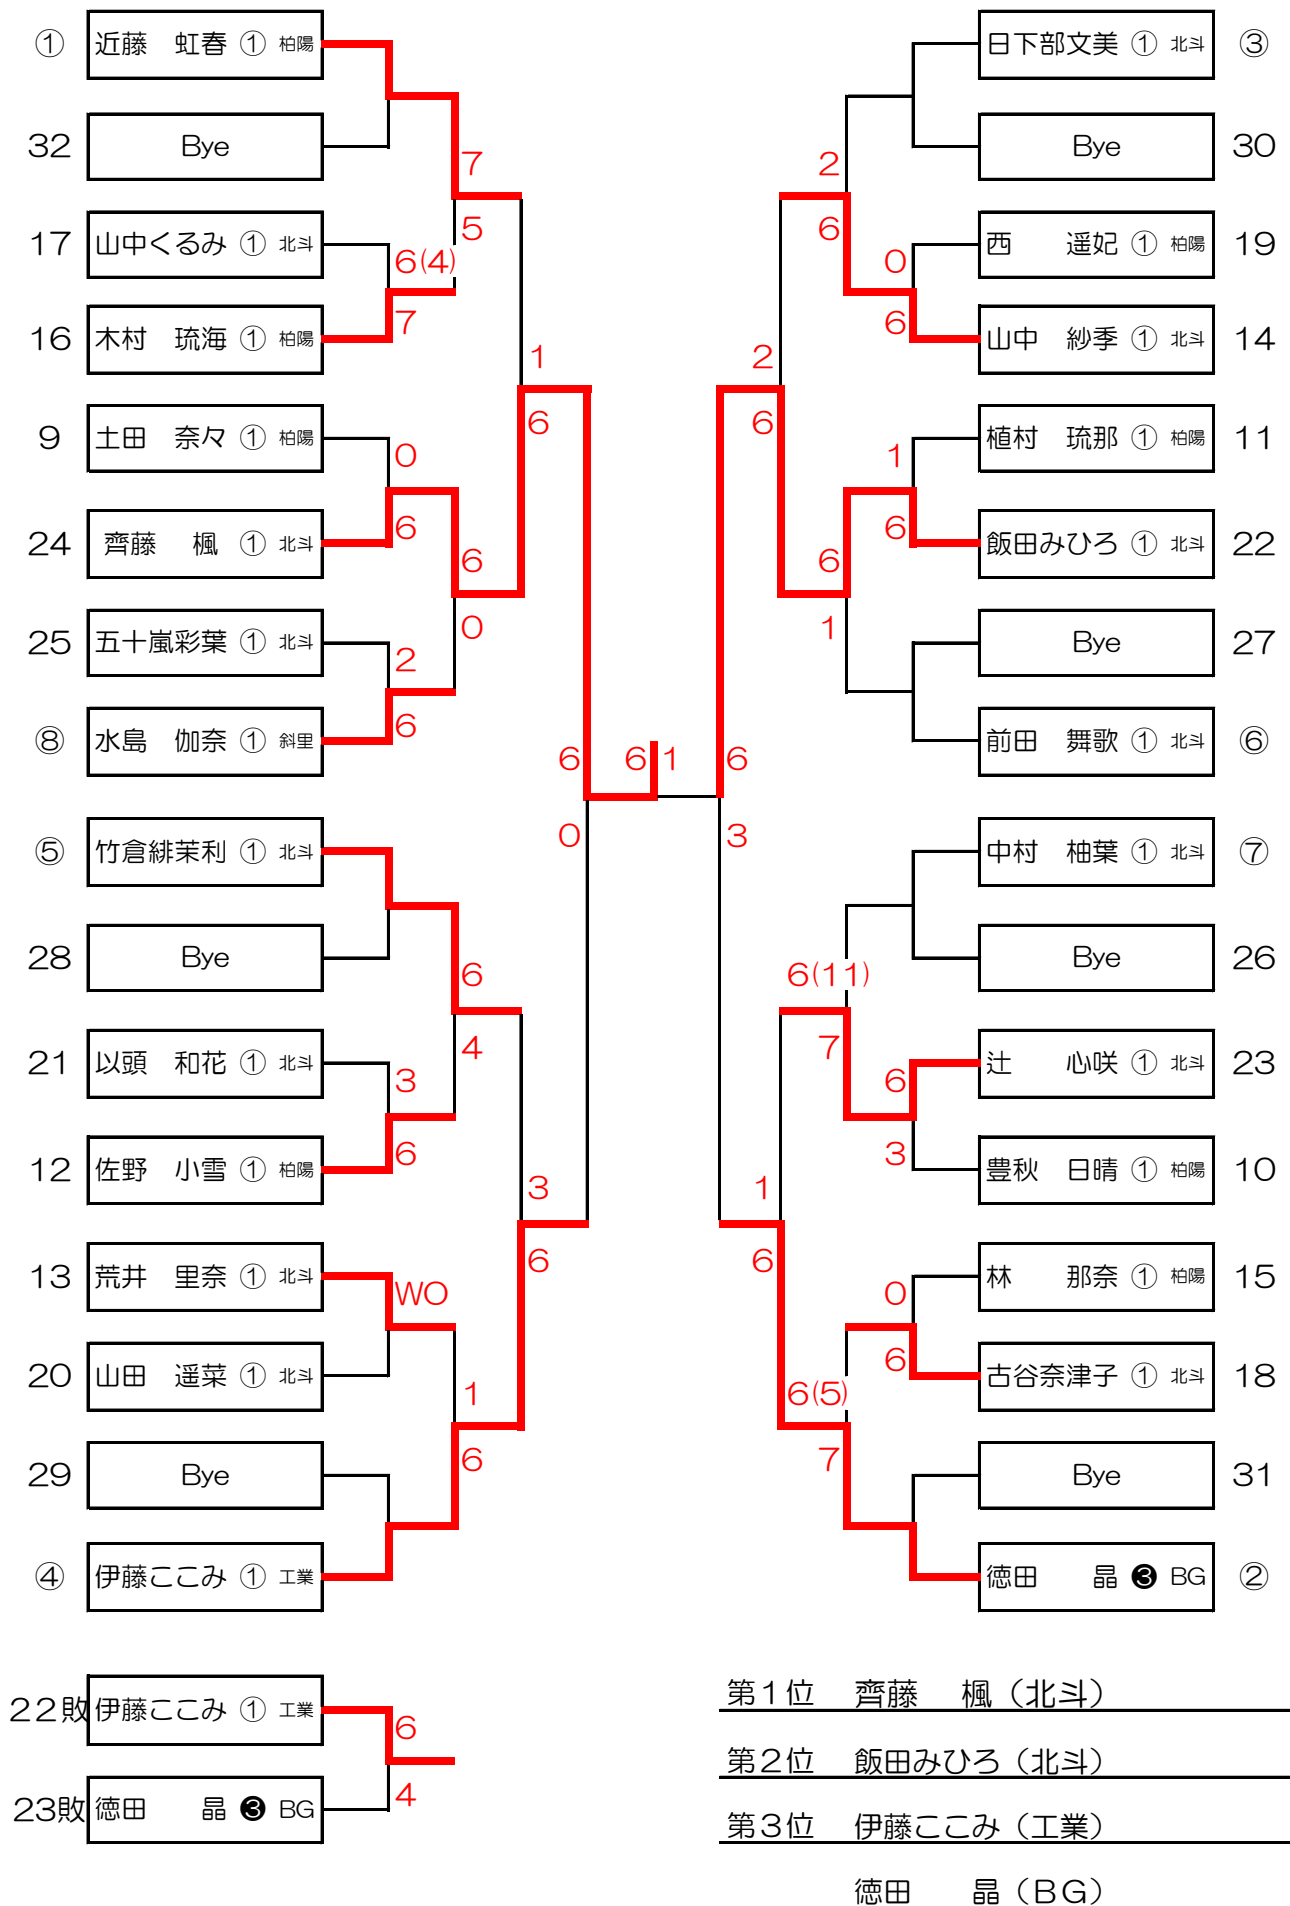 ① 近藤　虹春 ① 柏陽
32 Bye
7
5
17 山中くるみ ① 北斗
6(4)
7
16 木村　琉海 ① 柏陽
1
6
9 土田　奈々 ① 柏陽
0
6
24 齊藤　楓 ① 北斗
6
0
25 五十嵐彩葉 ① 北斗
2
6
⑧ 水島　伽奈 ① 斜里
6
0
⑤ 竹倉緋茉利 ① 北斗
28 Bye
6
4
21 以頭　和花 ① 北斗
3
6
12 佐野　小雪 ① 柏陽
3
6
13 荒井　里奈 ① 北斗
WO
20 山田　遥菜 ① 北斗
1
6
29 Bye
④ 伊藤ここみ ① 工業
6 1
日下部文美 ① 北斗 ③
Bye 30
2
6
西　遥妃 ① 柏陽 19
0
6
山中　紗季 ① 北斗 14
2
6
植村　琉那 ① 柏陽 11
1
6
飯田みひろ ① 北斗 22
6
1
Bye 27
前田　舞歌 ① 北斗 ⑥
6
3
中村　柚葉 ① 北斗 ⑦
Bye 26
6(11)
7
辻　心咲 ① 北斗 23
6
3
豊秋　日晴 ① 柏陽 10
1
6
林　那奈 ① 柏陽 15
0
6
古谷奈津子 ① 北斗 18
6(5)
7
Bye 31
徳田　晶 ❸ BG ②
22敗 伊藤ここみ ① 工業
6
4
23敗 徳田　晶 ❸ BG
第1位　齊藤　楓（北斗）
第2位　飯田みひろ（北斗）
第3位　伊藤ここみ（工業）
徳田　晶（BG）